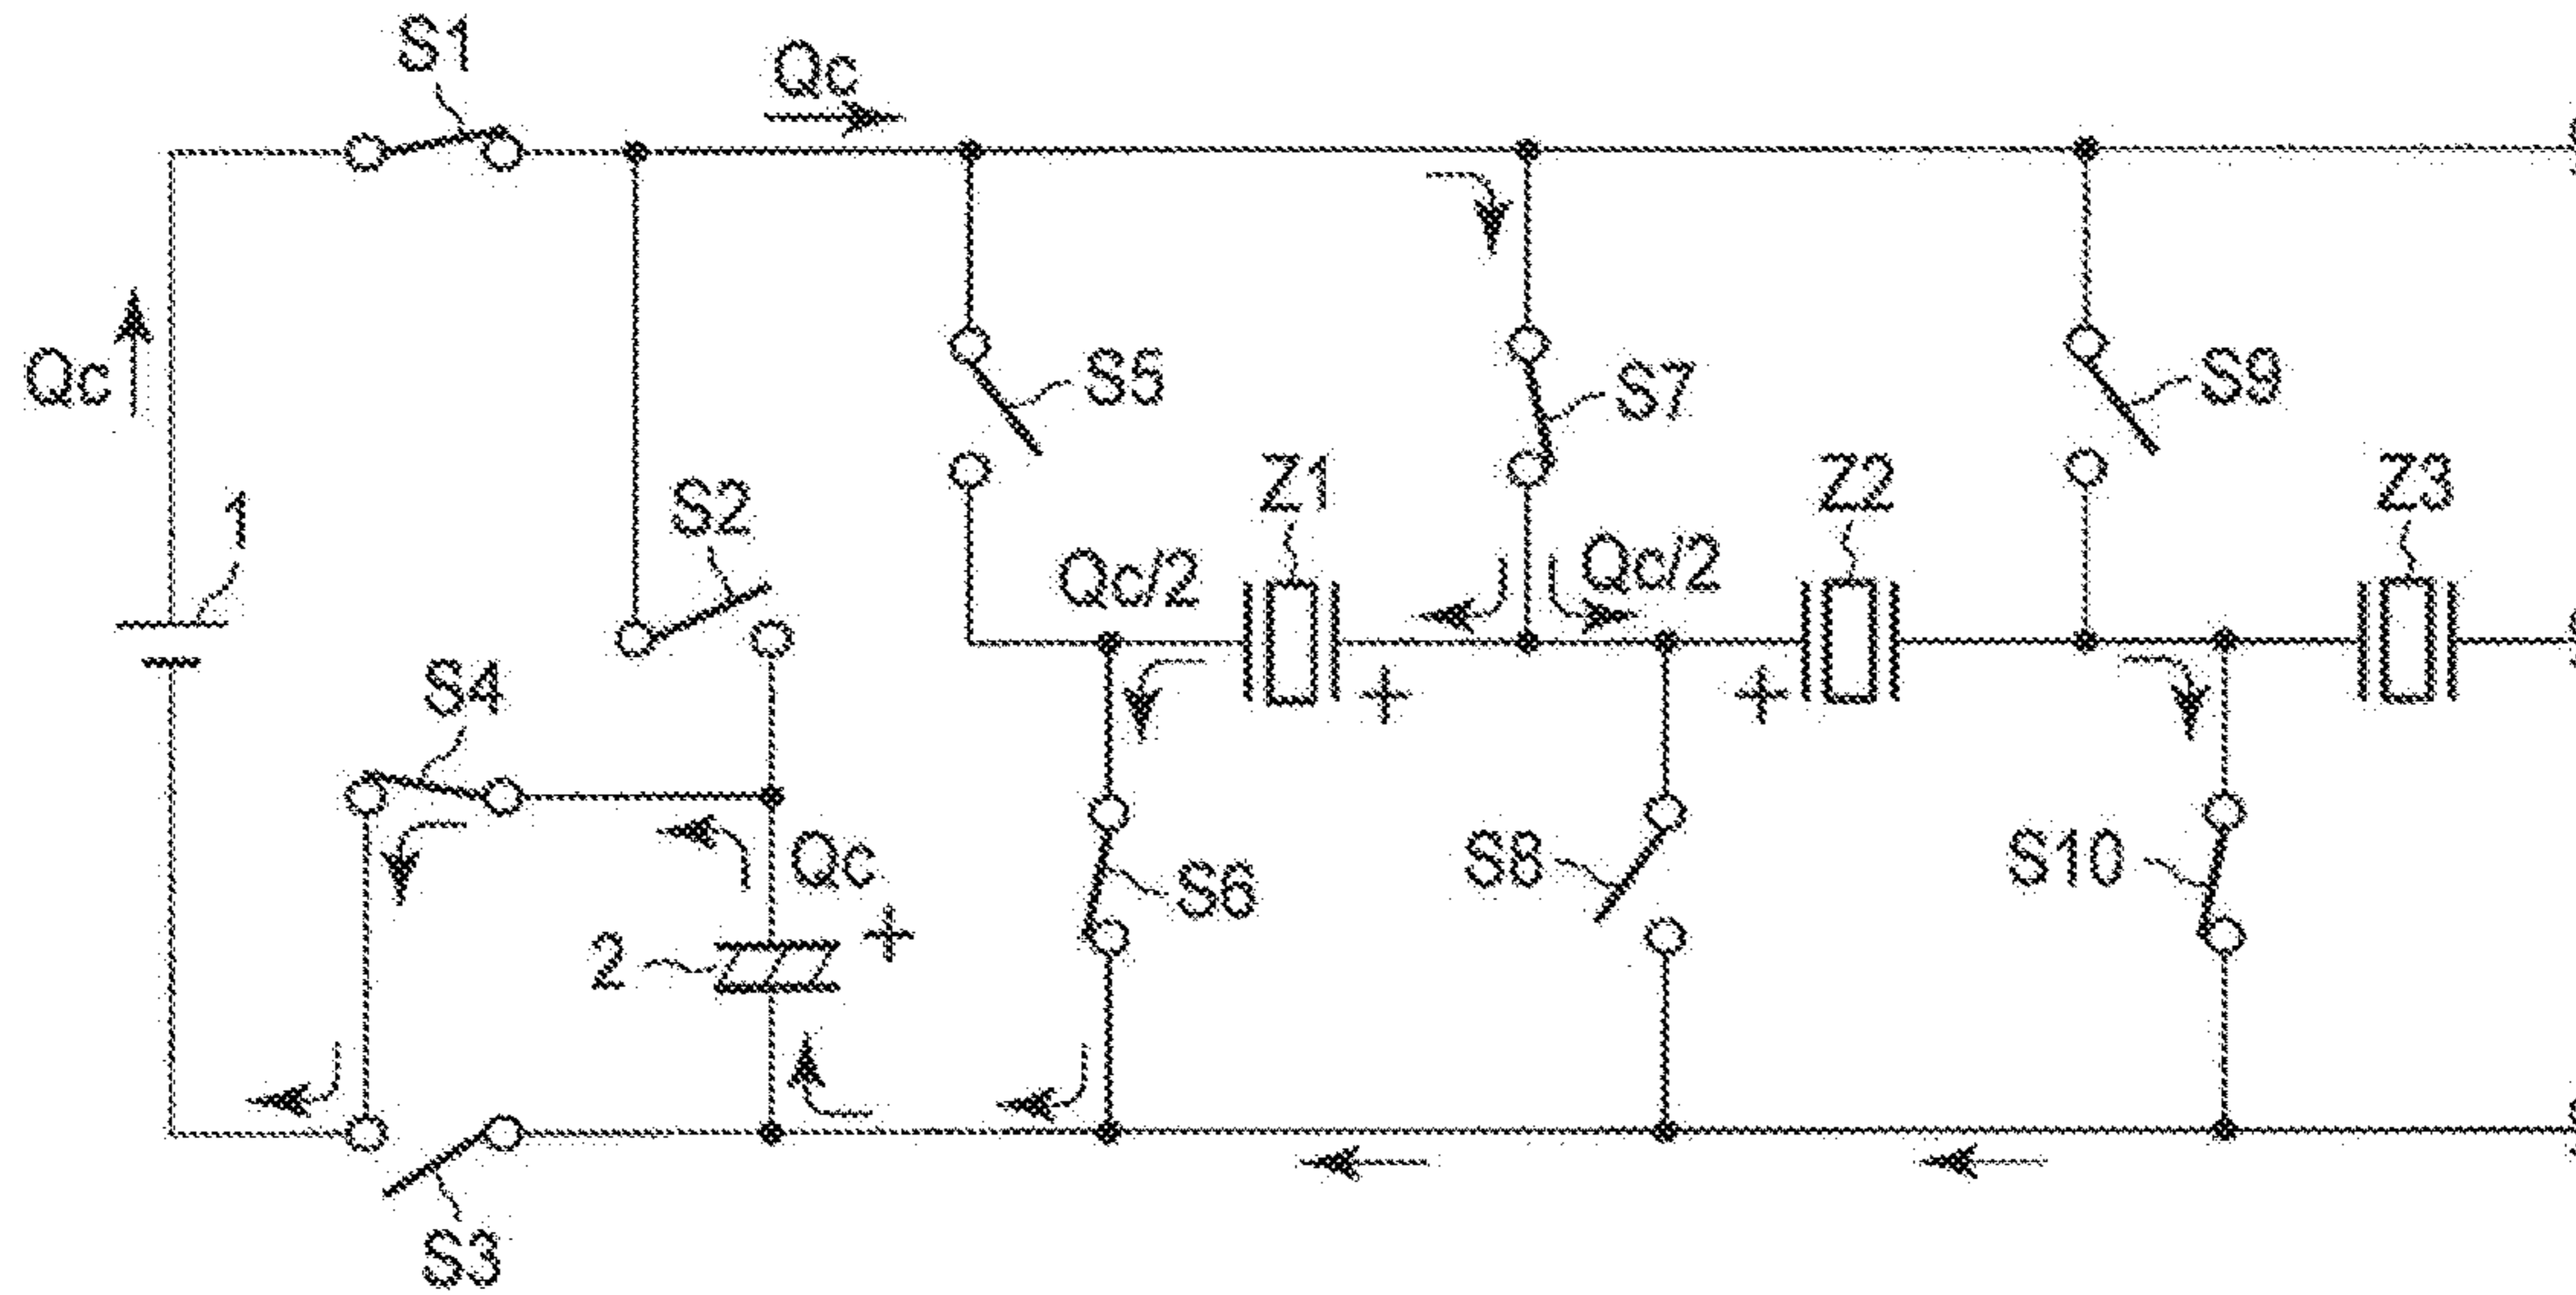 S1
Qc
Qc
S5
S7
S9
1
S2
Z1
Z2
Z3
Qc/2
Qc/2
S4
+
+
Qc
2
+
S6
S8
S10
S3